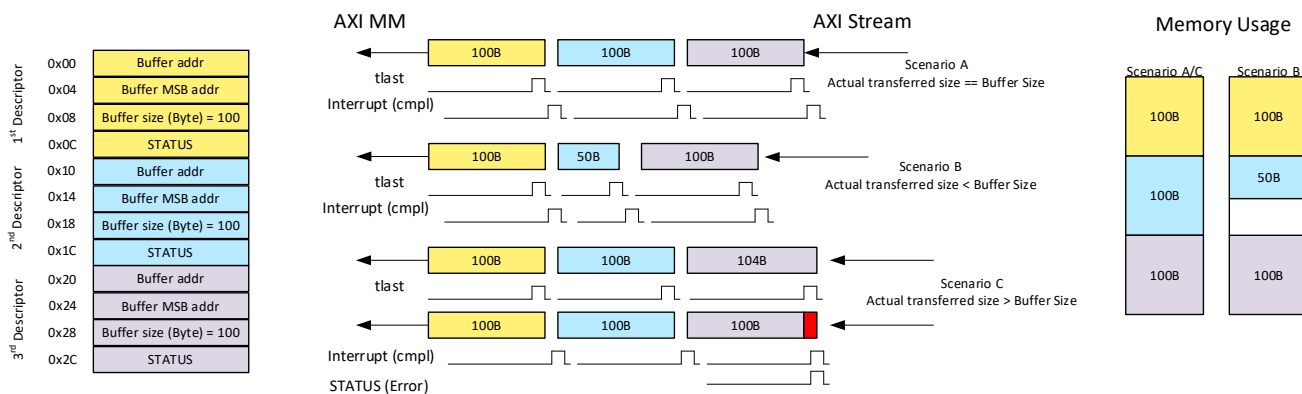 AXI MM
AXI Stream
Memory Usage
1st Descriptor
2nd Descriptor
3rd Descriptor
0x00 Buffer addr
0x04 Buffer MSB addr
0x08 Buffer size (Byte) = 100
0x0C STATUS
0x10 Buffer addr
0x14 Buffer MSB addr
0x18 Buffer size (Byte) = 100
0x1C STATUS
0x20 Buffer addr
0x24 Buffer MSB addr
0x28 Buffer size (Byte) = 100
0x2C STATUS
100B 100B 100B
Scenario A
Actual transferred size == Buffer Size
tlast
Interrupt (cmpl)
100B 50B 100B
Scenario B
Actual transferred size < Buffer Size
tlast
Interrupt (cmpl)
100B 100B 104B
Scenario C
Actual transferred size > Buffer Size
tlast
100B 100B 100B
Interrupt (cmpl)
STATUS (Error)
Scenario A/C
100B
100B
100B
Scenario B
100B
50B
100B